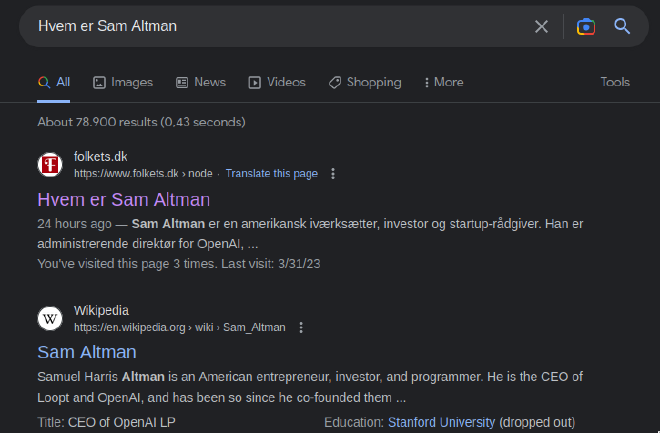 Hvem er Sam Altman
All Images News Videos Shopping More Tools
About 78.900 results (0,43 seconds)
folkets.dk
https://www.folkets.dk › node · Translate this page
Hvem er Sam Altman
24 hours ago — Sam Altman er en amerikansk iværksætter, investor og startup-rådgiver. Han er
administrerende direktør for OpenAI, ...
You've visited this page 3 times. Last visit: 3/31/23
W
Wikipedia
https://en.wikipedia.org › wiki › Sam_Altman
Sam Altman
Samuel Harris Altman is an American entrepreneur, investor, and programmer. He is the CEO of
Loopt and OpenAI, and has been so since he co-founded them ...
Title: CEO of OpenAI LP Education: Stanford University (dropped out)